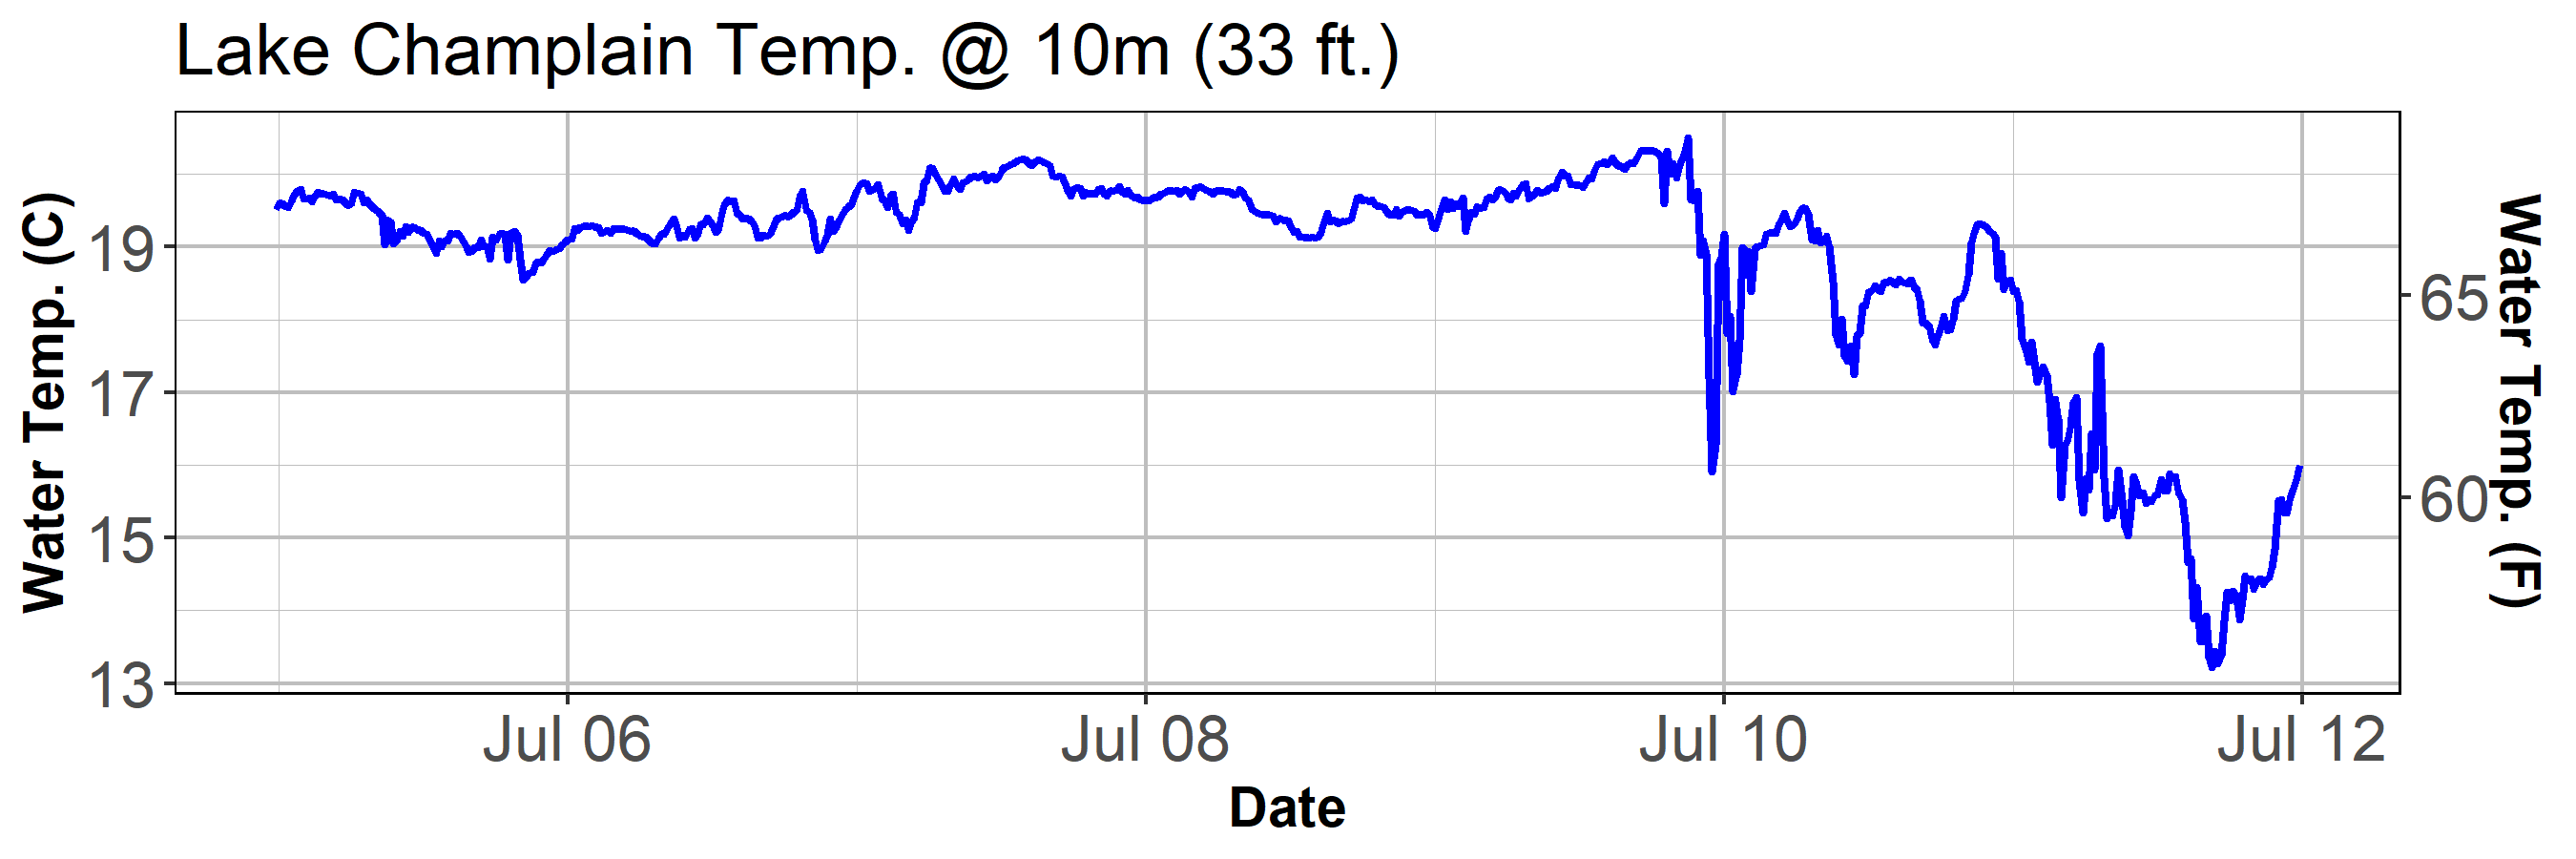 Lake Champlain Temp. @ 10m (33 ft.)
Water Temp. (C)
19
17
15
13
65
60
Water Temp. (F)
Jul 06
Jul 08
Jul 10
Jul 12
Date